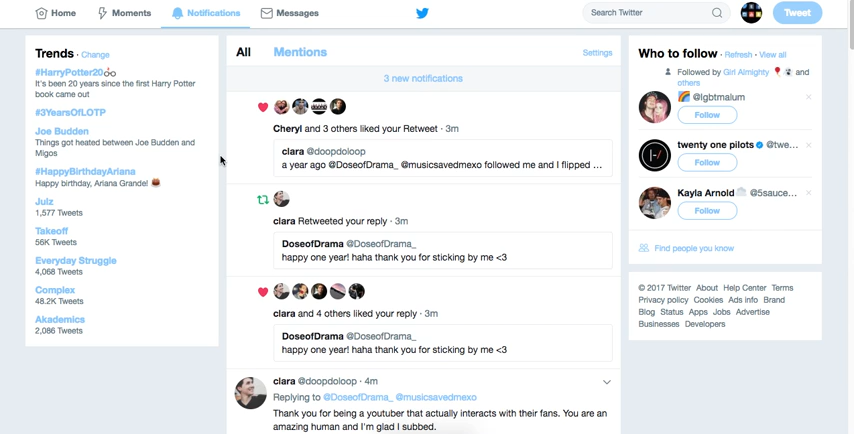 Home Moments Notifications Messages Search Twitter Tweet
Trends · Change
#HarryPotter20
It's been 20 years since the first Harry Potter
book came out
#3YearsOfLOTP
Joe Budden
Things got heated between Joe Budden and
Migos
#HappyBirthdayAriana
Happy birthday, Ariana Grande!
Julz
1,577 Tweets
Takeoff
56K Tweets
Everyday Struggle
4,068 Tweets
Complex
48.2K Tweets
Akademics
2,086 Tweets
All Mentions Settings
3 new notifications
Cheryl and 3 others liked your Retweet · 3m
clara @doopdoloop
a year ago @DoseofDrama_ @musicsavedmexo followed me and I flipped ...
clara Retweeted your reply · 3m
DoseofDrama @DoseofDrama_
happy one year! haha thank you for sticking by me <3
clara and 4 others liked your reply · 3m
DoseofDrama @DoseofDrama_
happy one year! haha thank you for sticking by me <3
clara @doopdoloop · 4m
Replying to @DoseofDrama_ @musicsavedmexo
Thank you for being a youtuber that actually interacts with their fans. You are an
amazing human and I'm glad I subbed.
Who to follow · Refresh · View all
Followed by Girl Almighty and
others
@lgbtmalum
Follow
twenty one pilots @twe...
Follow
Kayla Arnold @5sauce...
Follow
Find people you know
© 2017 Twitter About Help Center Terms
Privacy policy Cookies Ads info Brand
Blog Status Apps Jobs Advertise
Businesses Developers